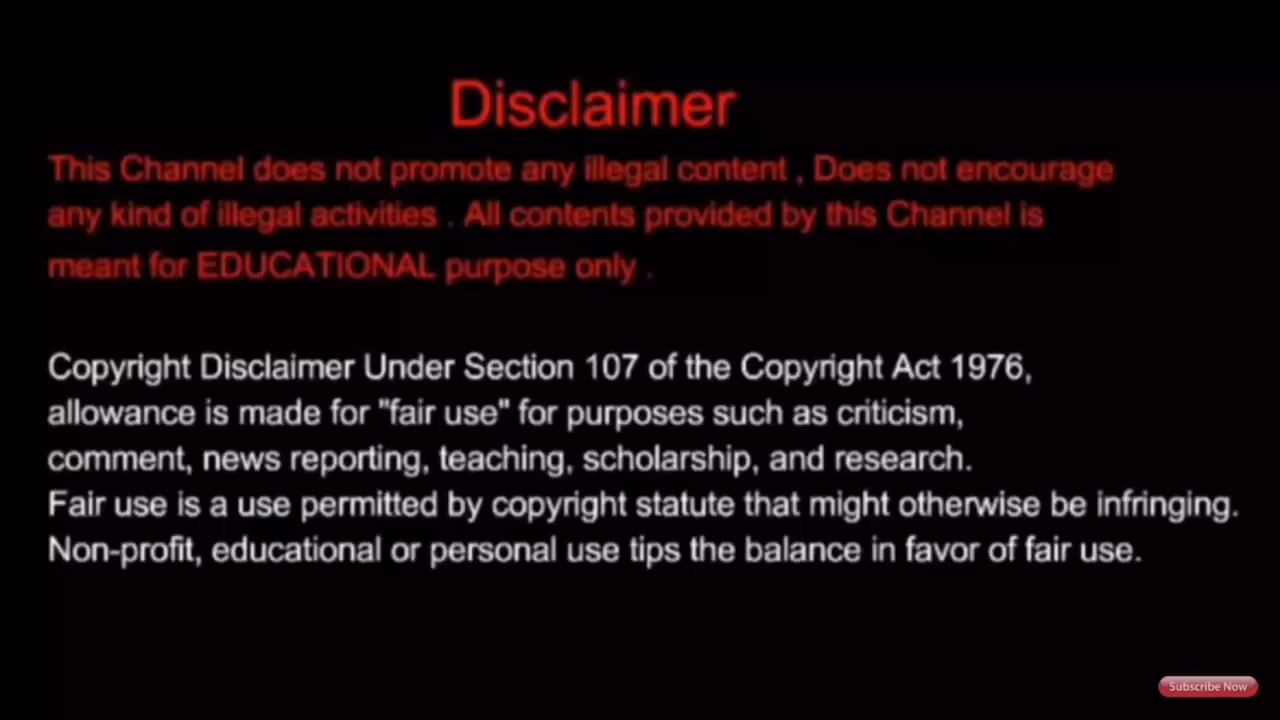 Disclaimer
This Channel does not promote any illegal content , Does not encourage
any kind of illegal activities . All contents provided by this Channel is
meant for EDUCATIONAL purpose only .
Copyright Disclaimer Under Section 107 of the Copyright Act 1976,
allowance is made for "fair use" for purposes such as criticism,
comment, news reporting, teaching, scholarship, and research.
Fair use is a use permitted by copyright statute that might otherwise be infringing.
Non-profit, educational or personal use tips the balance in favor of fair use.
Subscribe Now